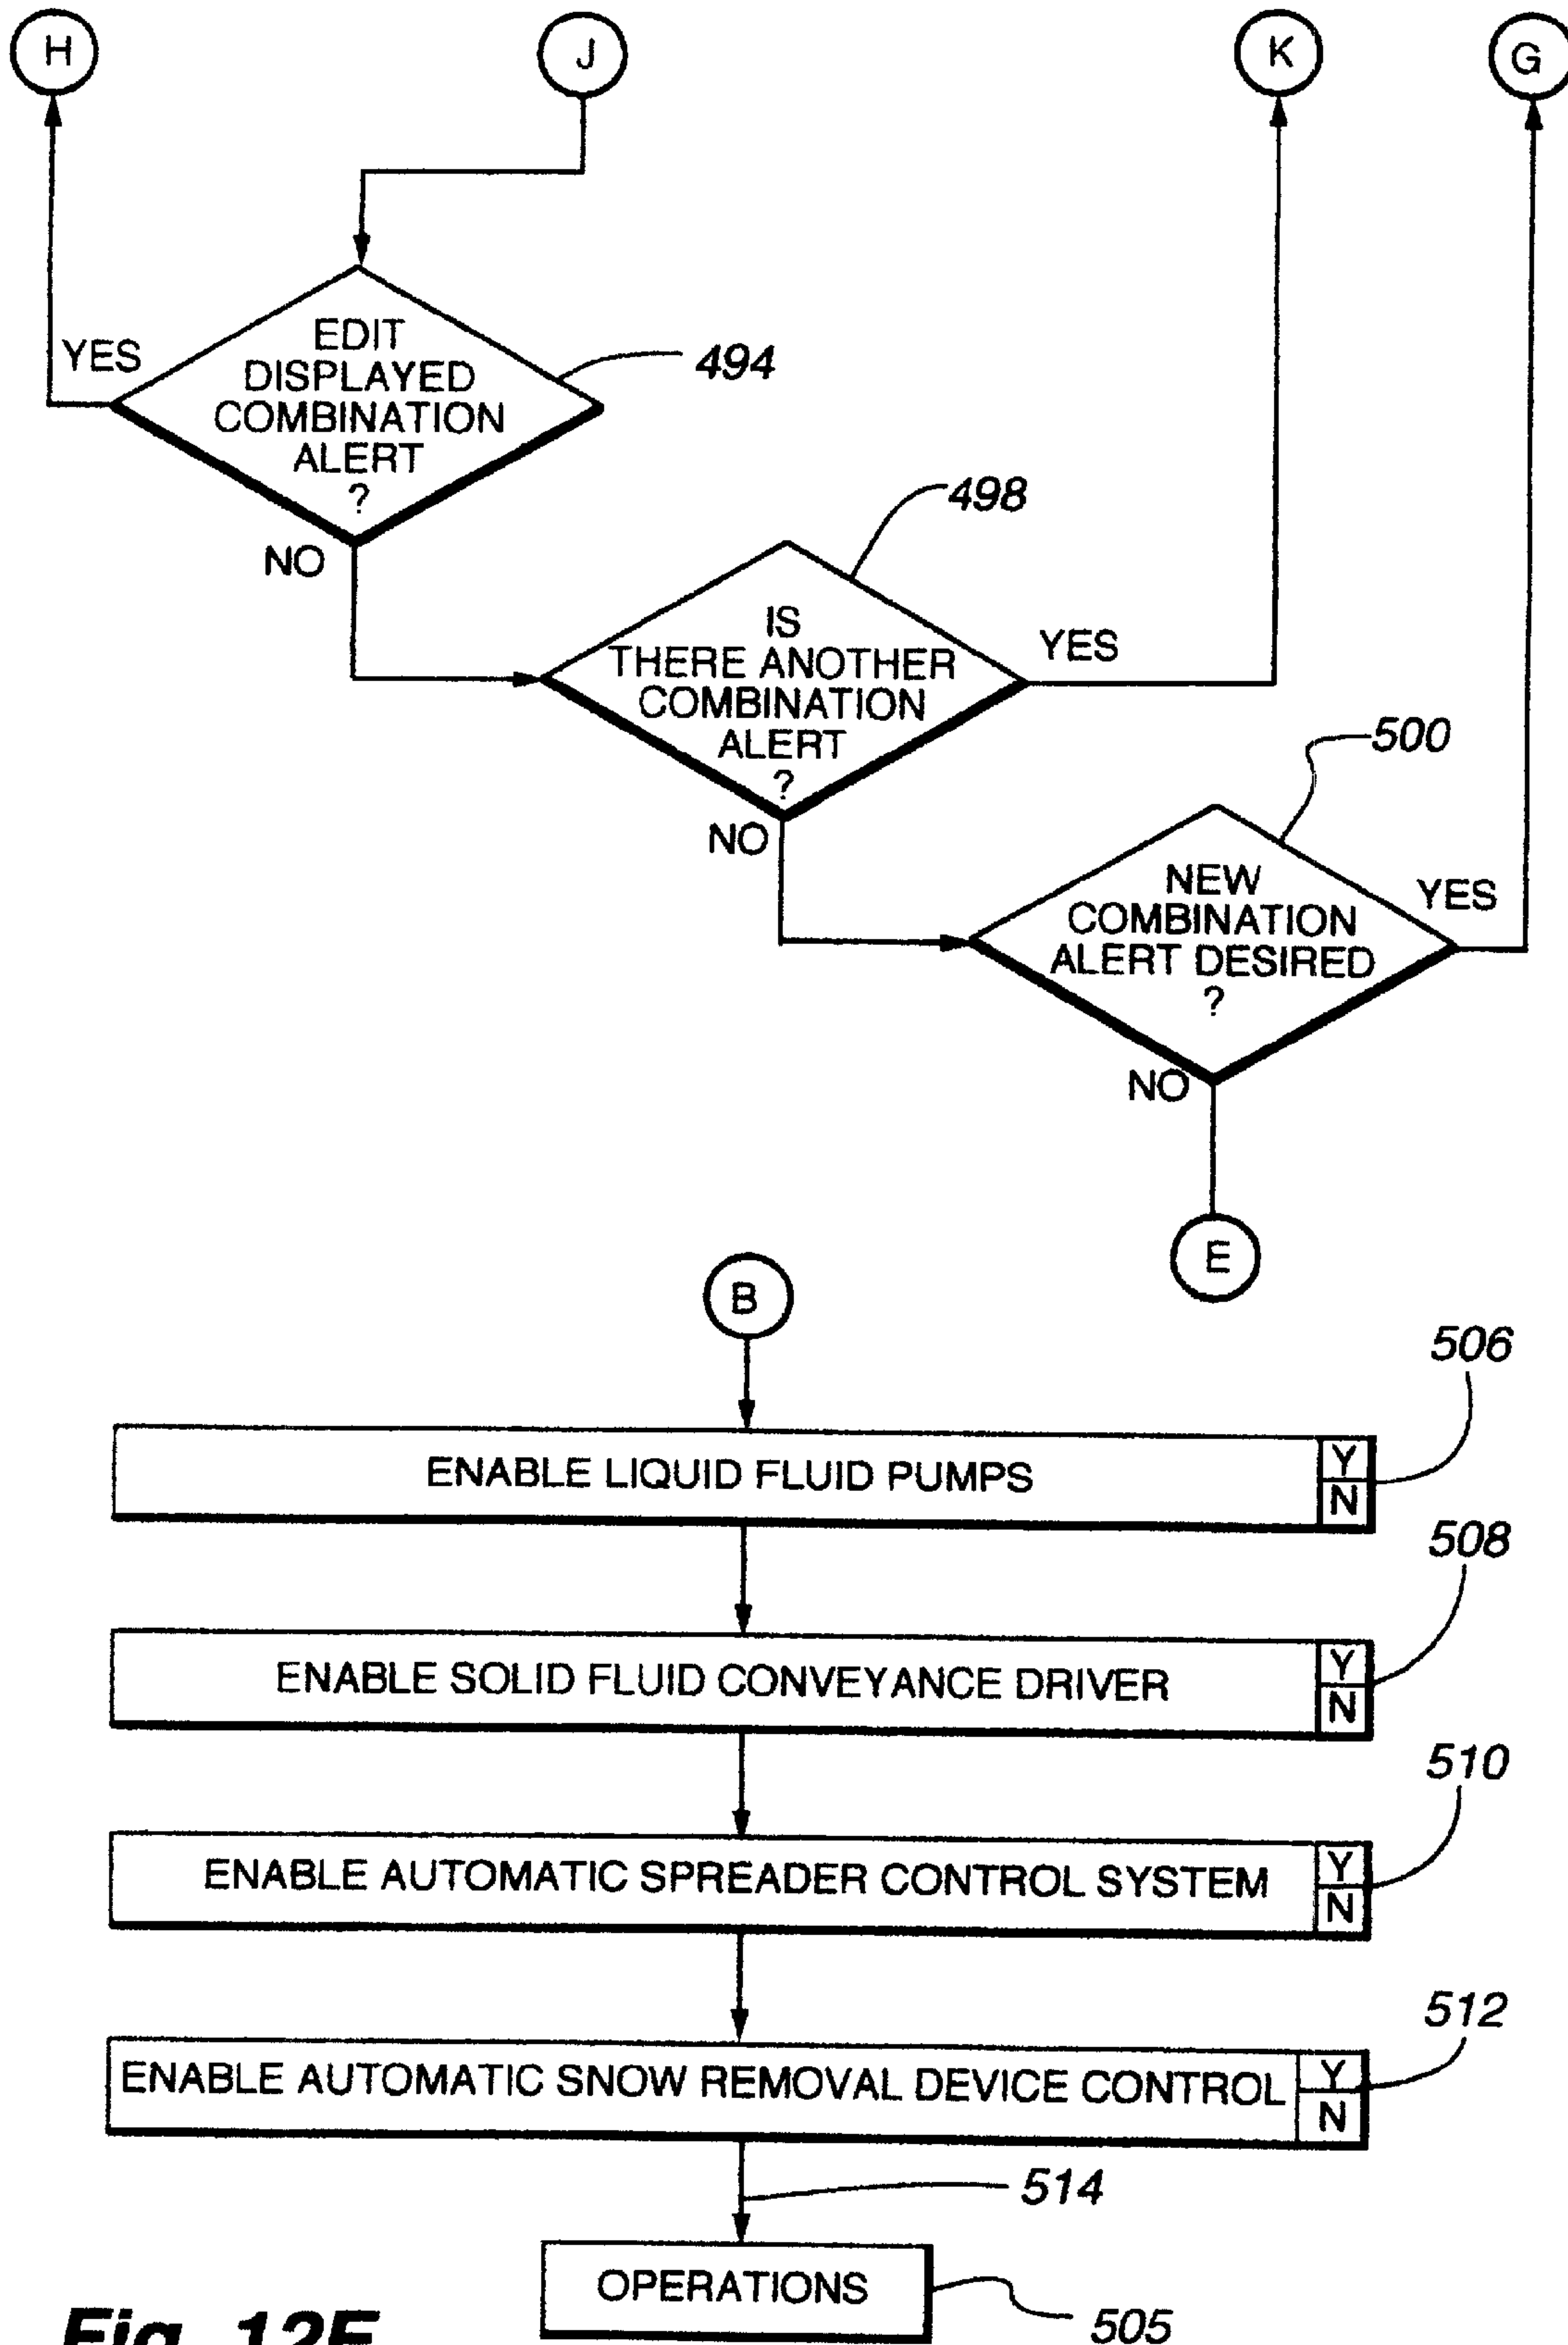 H
J
K
G
YES
EDIT
DISPLAYED
COMBINATION
ALERT
?
494
NO
498
IS
THERE ANOTHER
COMBINATION
ALERT
?
YES
NO
500
NEW
COMBINATION
ALERT DESIRED
?
YES
NO
E
B
506
ENABLE LIQUID FLUID PUMPS
Y
N
508
ENABLE SOLID FLUID CONVEYANCE DRIVER
Y
N
510
ENABLE AUTOMATIC SPREADER CONTROL SYSTEM
Y
N
512
ENABLE AUTOMATIC SNOW REMOVAL DEVICE CONTROL
Y
N
514
OPERATIONS
505
Fig. 12E